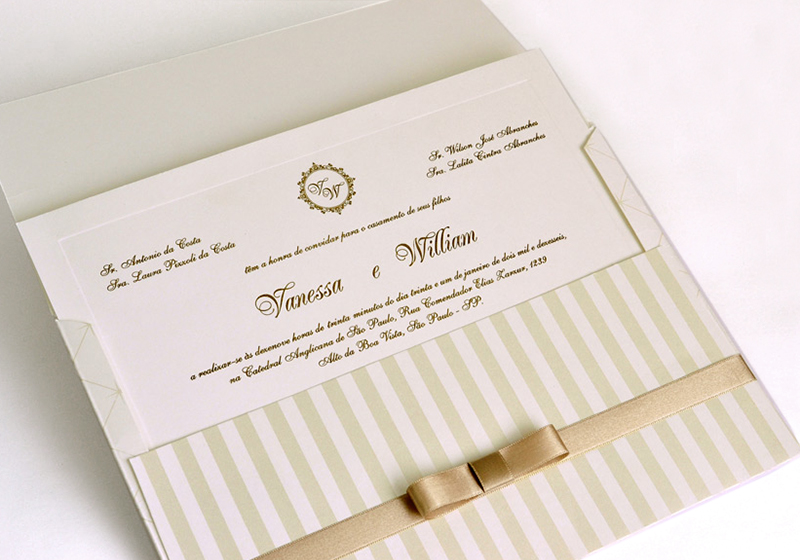 VW
Sr. Antonio da Costa
Sra. Laura Pizzoli da Costa
Sr. Wilson José Abranches
Sra. Lalita Cintra Abranches
têm a honra de convidar para o casamento de seus filhos
Vanessa e William
a realizar-se às dezenove horas de trinta minutos do dia trinta e um de janeiro de dois mil e dezesseis,
na Catedral Anglicana de São Paulo, Rua Comendador Elias Zarzur, 1239
Alto da Boa Vista, São Paulo - SP.